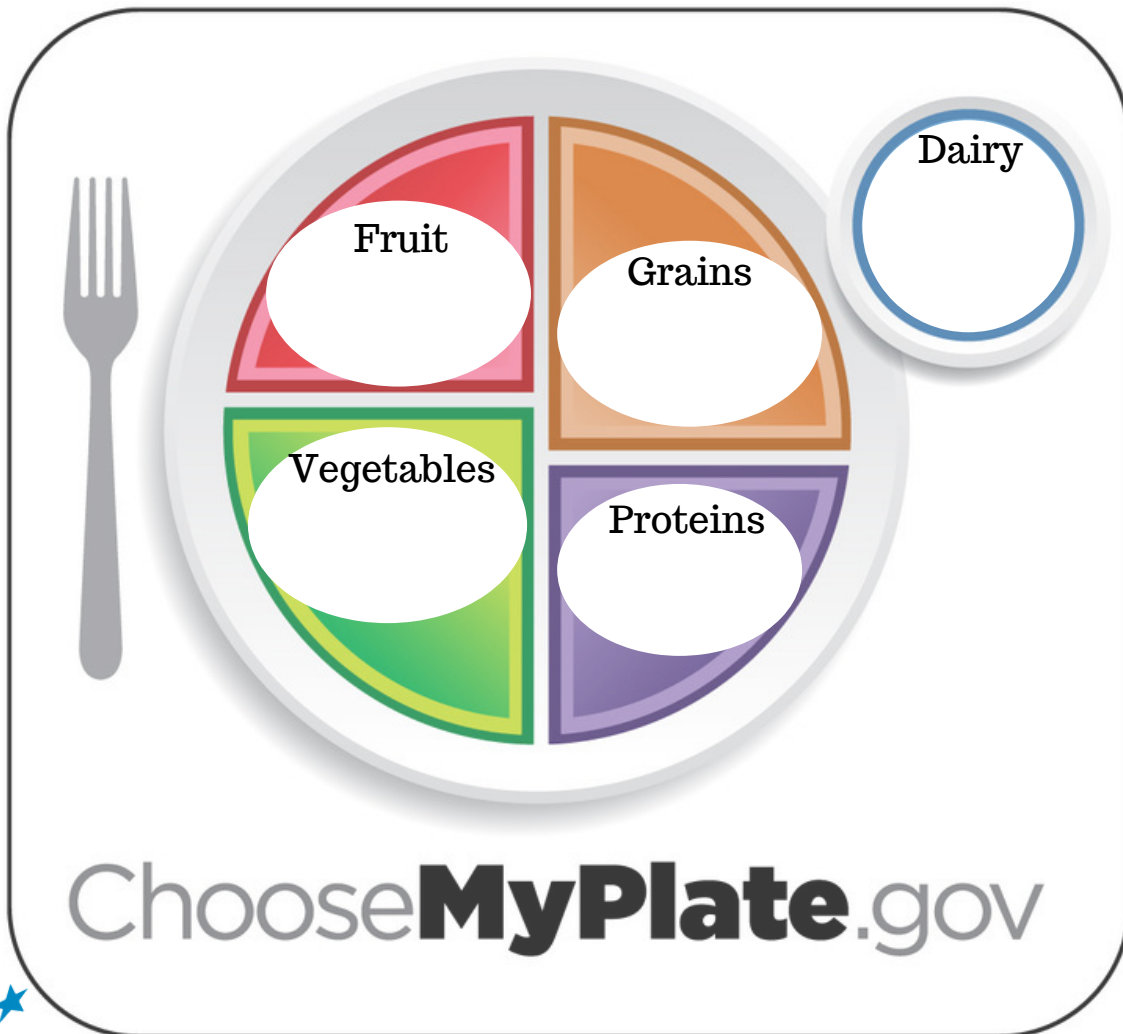 Dairy
Fruit
Grains
Vegetables
Proteins
ChooseMyPlate.gov